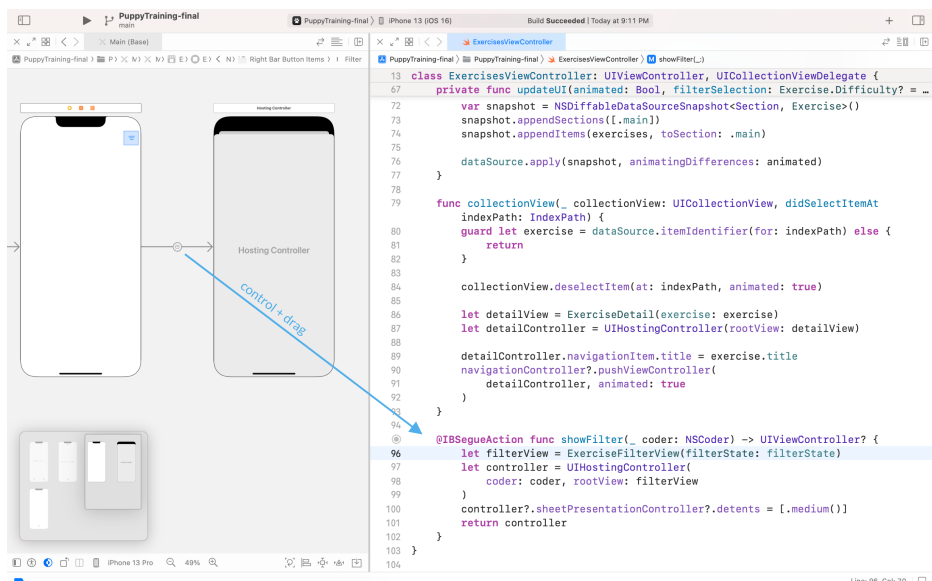 PuppyTraining-final
main
PuppyTraining-final
iPhone 13 (iOS 16)
Build Succeeded | Today at 9:11 PM
Main (Base)
ExercisesViewController
PuppyTraining-final
Right Bar Button Items
Filter
PuppyTraining-final
PuppyTraining-final
ExercisesViewController
M showFilter(_:)
Hosting Controller
Hosting Controller
control + drag
iPhone 13 Pro
49%
13 class ExercisesViewController: UIViewController, UICollectionViewDelegate {
67 private func updateUI(animated: Bool, filterSelection: Exercise.Difficulty? = …
72 var snapshot = NSDiffableDataSourceSnapshot<Section, Exercise>()
73 snapshot.appendSections([.main])
74 snapshot.appendItems(exercises, toSection: .main)
75
76 dataSource.apply(snapshot, animatingDifferences: animated)
77 }
78
79 func collectionView(_ collectionView: UICollectionView, didSelectItemAt
indexPath: IndexPath) {
80 guard let exercise = dataSource.itemIdentifier(for: indexPath) else {
81 return
82 }
83
84 collectionView.deselectItem(at: indexPath, animated: true)
85
86 let detailView = ExerciseDetail(exercise: exercise)
87 let detailController = UIHostingController(rootView: detailView)
88
89 detailController.navigationItem.title = exercise.title
90 navigationController?.pushViewController(
91 detailController, animated: true
92 )
93 }
94
@IBSegueAction func showFilter(_ coder: NSCoder) -> UIViewController? {
96 let filterView = ExerciseFilterView(filterState: filterState)
97 let controller = UIHostingController(
98 coder: coder, rootView: filterView
99 )
100 controller?.sheetPresentationController?.detents = [.medium()]
101 return controller
102 }
103 }
104